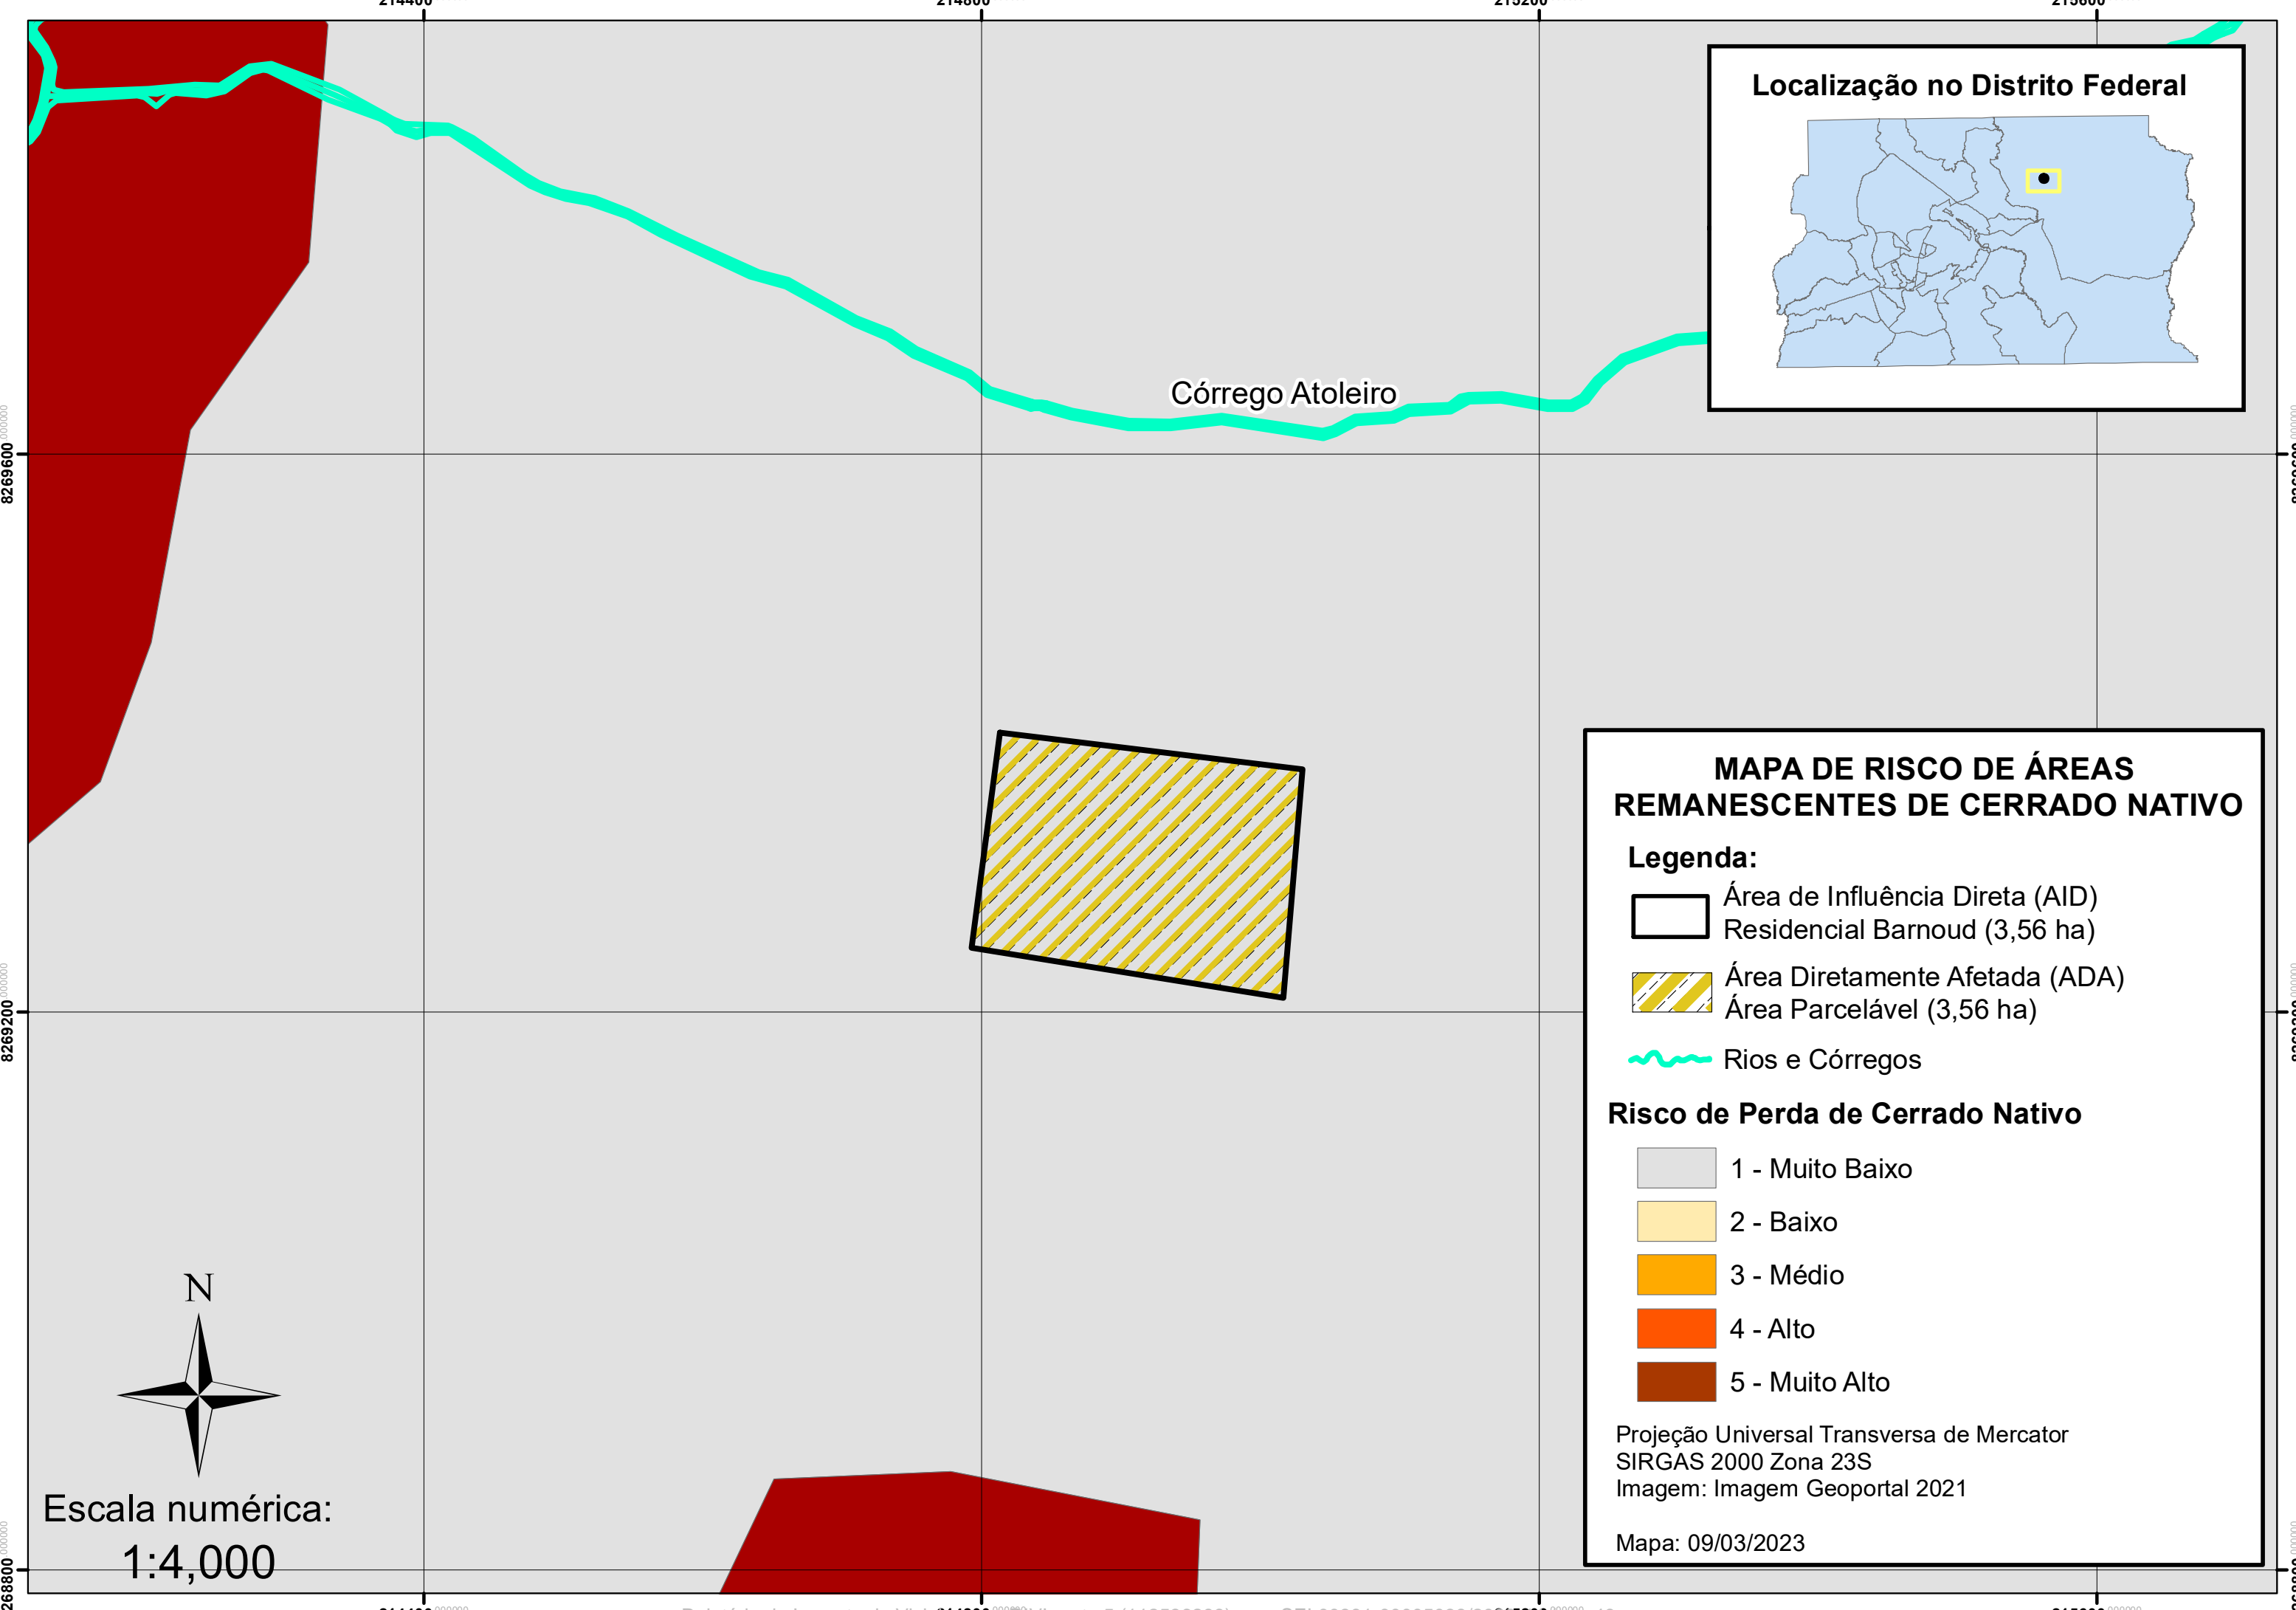 Localização no Distrito Federal
Córrego Atoleiro
8269600
8269200
MAPA DE RISCO DE ÁREAS
REMANESCENTES DE CERRADO NATIVO
Legenda:
Área de Influência Direta (AID)
Residencial Barnoud (3,56 ha)
Área Diretamente Afetada (ADA)
Área Parcelável (3,56 ha)
Rios e Córregos
Risco de Perda de Cerrado Nativo
1 - Muito Baixo
2 - Baixo
3 - Médio
4 - Alto
5 - Muito Alto
Projeção Universal Transversa de Mercator
SIRGAS 2000 Zona 23S
Imagem: Imagem Geoportal 2021
Mapa: 09/03/2023
N
Escala numérica:
1:4,000